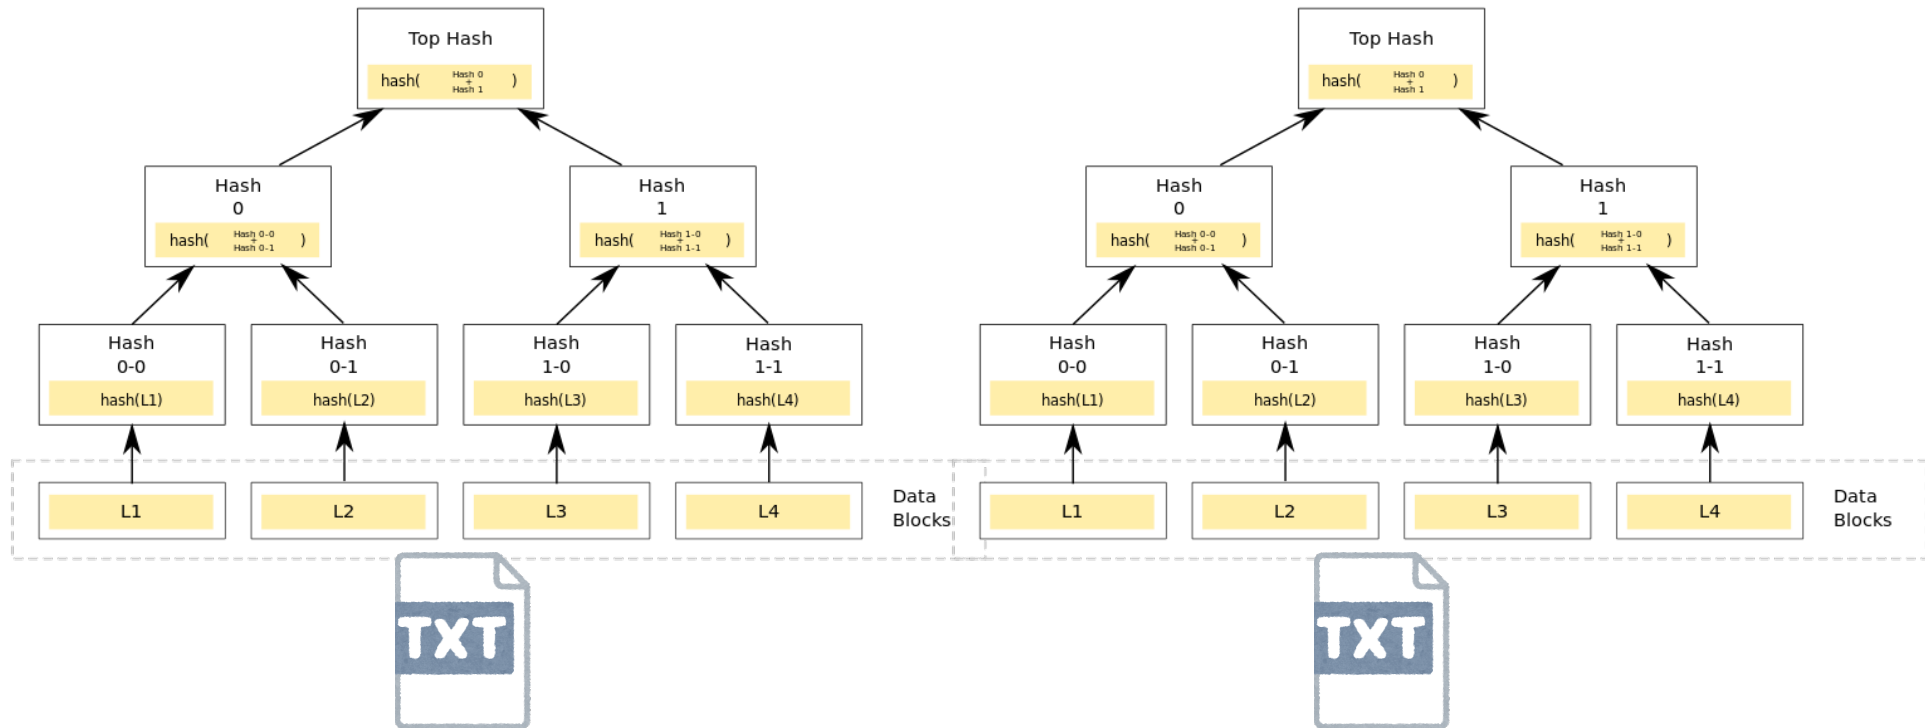 Top Hash
hash( Hash 0 + Hash 1 )
Hash
0
hash( Hash 0-0 + Hash 0-1 )
Hash
1
hash( Hash 1-0 + Hash 1-1 )
Hash
0-0
hash(L1)
Hash
0-1
hash(L2)
Hash
1-0
hash(L3)
Hash
1-1
hash(L4)
L1
L2
L3
L4
Data
Blocks
TXT
Top Hash
hash( Hash 0 + Hash 1 )
Hash
0
hash( Hash 0-0 + Hash 0-1 )
Hash
1
hash( Hash 1-0 + Hash 1-1 )
Hash
0-0
hash(L1)
Hash
0-1
hash(L2)
Hash
1-0
hash(L3)
Hash
1-1
hash(L4)
L1
L2
L3
L4
Data
Blocks
TXT